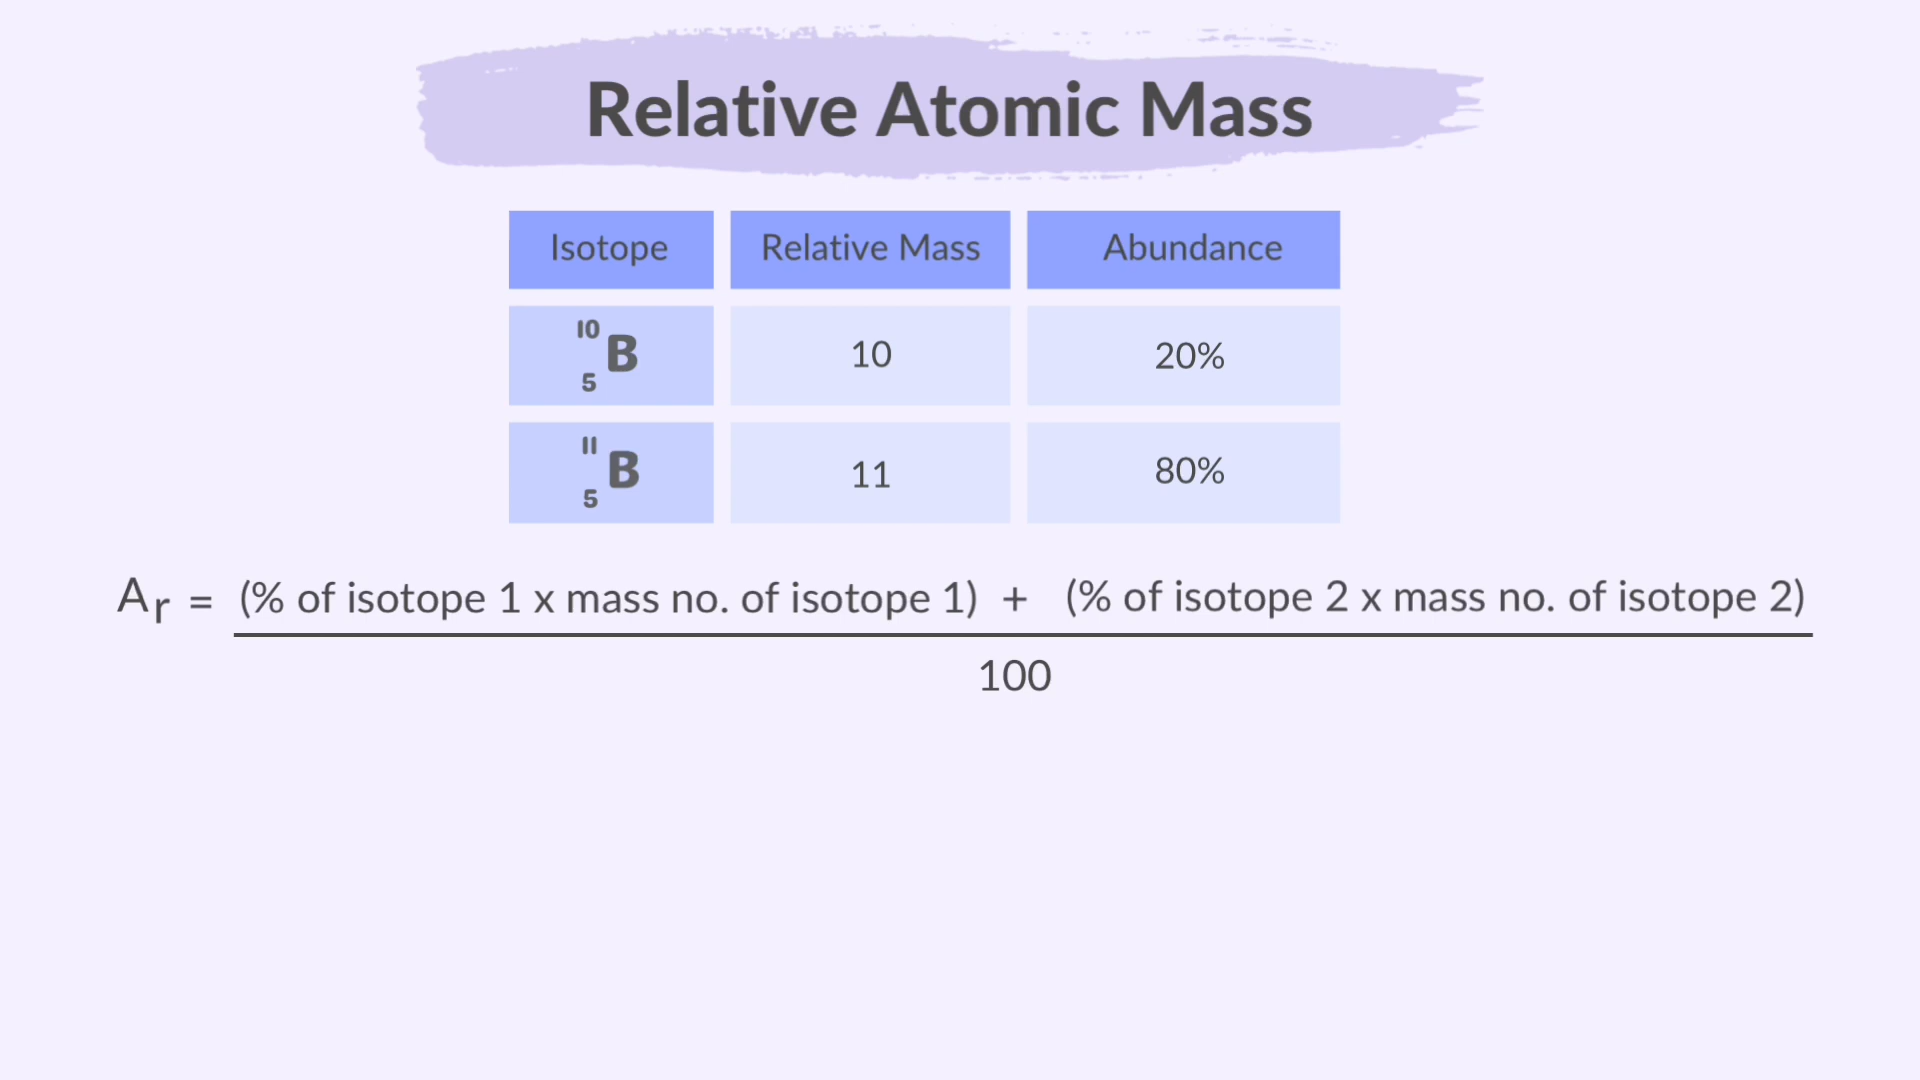 Relative Atomic Mass
Isotope Relative Mass Abundance
10
5 B 10 20%
11
5 B 11 80%
Ar = (% of isotope 1 x mass no. of isotope 1) + (% of isotope 2 x mass no. of isotope 2)
100